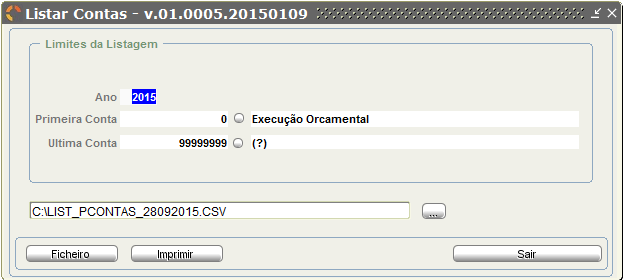 Listar Contas - v.01.0005.20150109
Limites da Listagem
Ano 2015
Primeira Conta 0 Execução Orcamental
Ultima Conta 99999999 (?)
C:\LIST_PCONTAS_28092015.CSV ...
Ficheiro Imprimir Sair